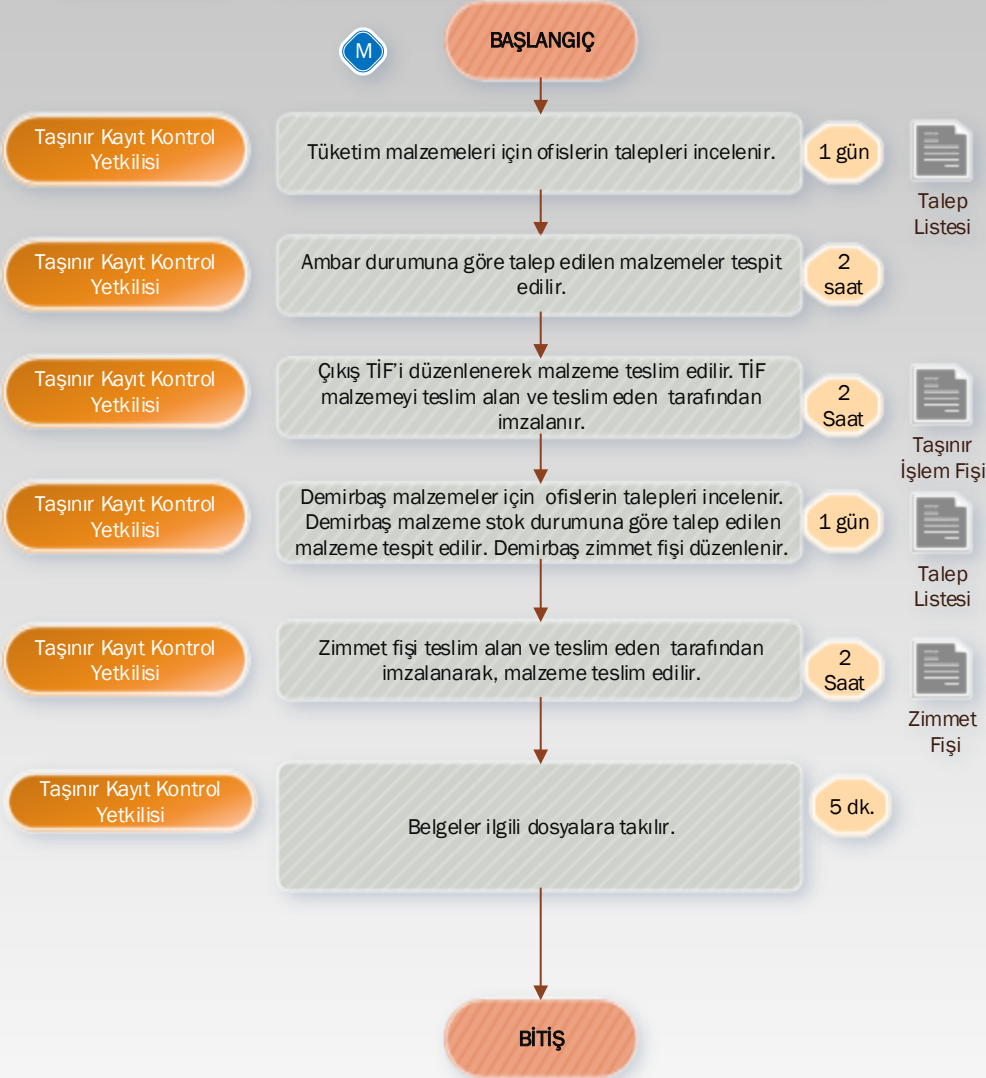 M
BAŞLANGIÇ
Taşınır Kayıt Kontrol
Yetkilisi
Tüketim malzemeleri için ofislerin talepleri incelenir.
1 gün
Talep
Listesi
Taşınır Kayıt Kontrol
Yetkilisi
Ambar durumuna göre talep edilen malzemeler tespit
edilir.
2
saat
Taşınır Kayıt Kontrol
Yetkilisi
Çıkış TİF'i düzenlenerek malzeme teslim edilir. TİF
malzemeyi teslim alan ve teslim eden tarafından
imzalanır.
2
Saat
Taşınır
İşlem Fişi
Taşınır Kayıt Kontrol
Yetkilisi
Demirbaş malzemeler için ofislerin talepleri incelenir.
Demirbaş malzeme stok durumuna göre talep edilen
malzeme tespit edilir. Demirbaş zimmet fişi düzenlenir.
1 gün
Talep
Listesi
Taşınır Kayıt Kontrol
Yetkilisi
Zimmet fişi teslim alan ve teslim eden tarafından
imzalanarak, malzeme teslim edilir.
2
Saat
Zimmet
Fişi
Taşınır Kayıt Kontrol
Yetkilisi
Belgeler ilgili dosyalara takılır.
5 dk.
BİTİŞ